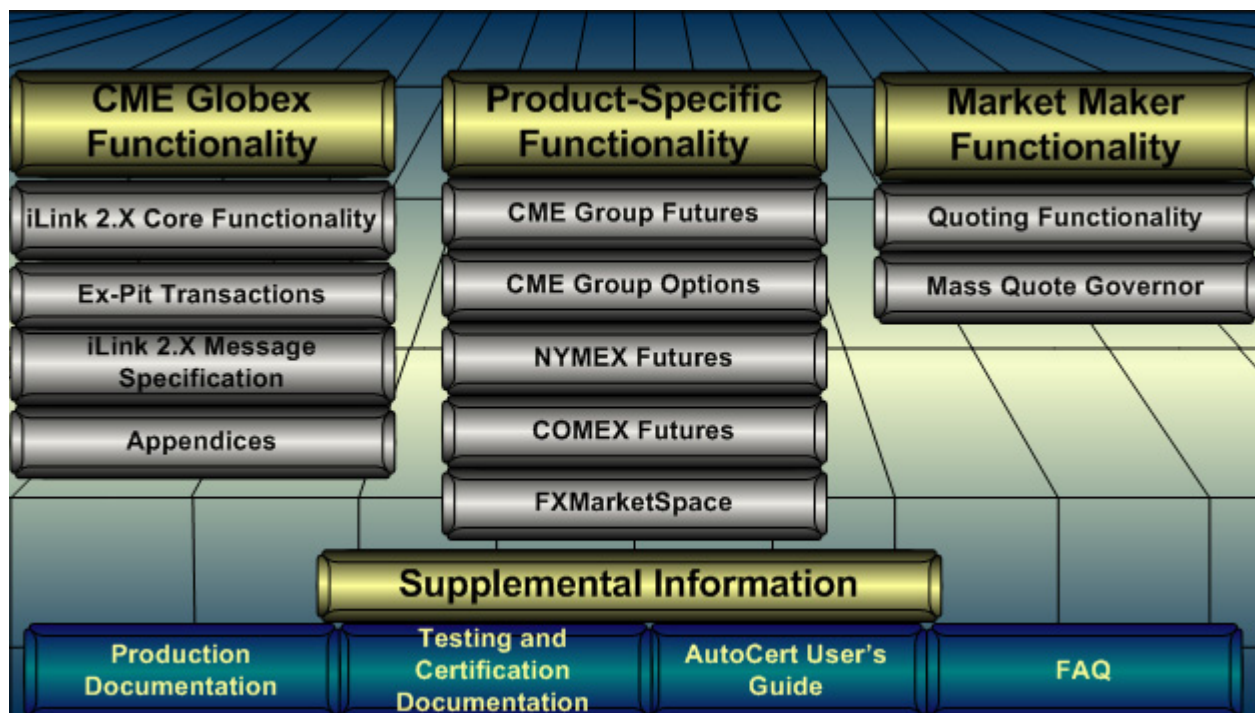 CME Globex
Functionality
iLink 2.X Core Functionality
Ex-Pit Transactions
iLink 2.X Message
Specification
Appendices
Product-Specific
Functionality
CME Group Futures
CME Group Options
NYMEX Futures
COMEX Futures
FXMarketSpace
Market Maker
Functionality
Quoting Functionality
Mass Quote Governor
Supplemental Information
Production
Documentation
Testing and
Certification
Documentation
AutoCert User's
Guide
FAQ